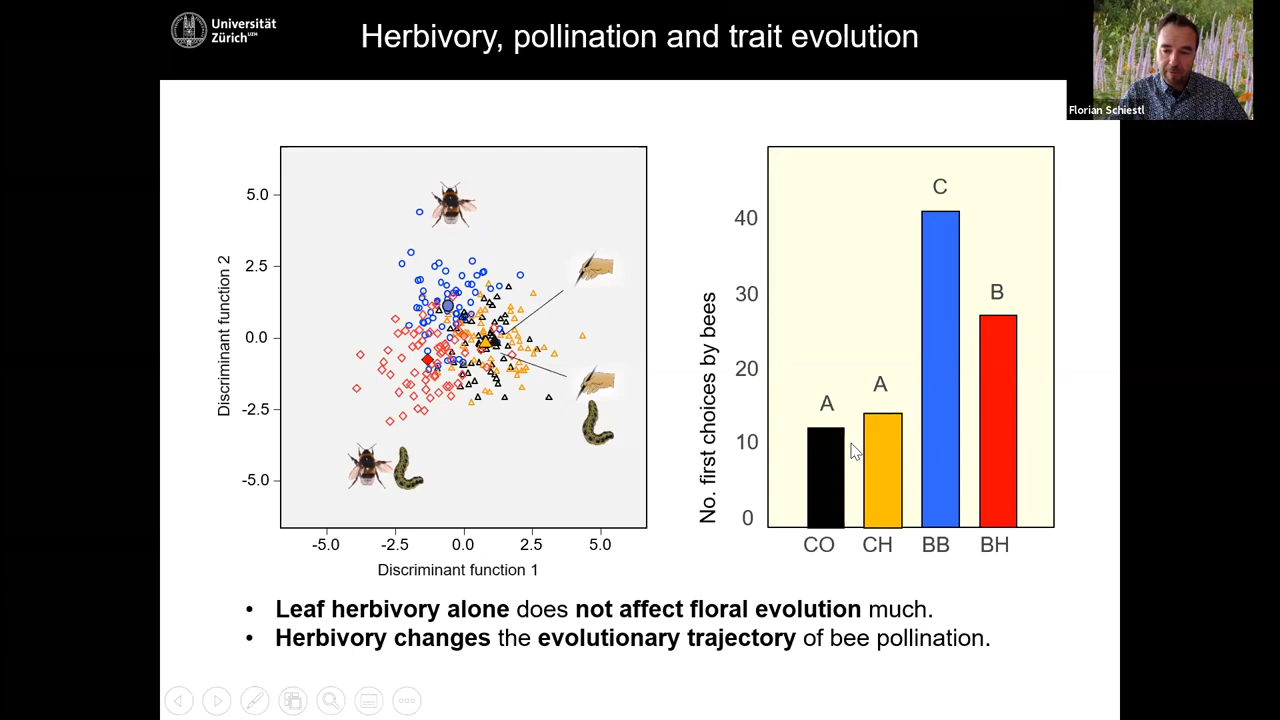 Universität
Zürich UZH
Herbivory, pollination and trait evolution
Florian Schiestl
Discriminant function 2
5.0
2.5
0.0
-2.5
-5.0
-5.0 -2.5 0.0 2.5 5.0
Discriminant function 1
No. first choices by bees
40
30
20
10
0
A
A
C
B
CO CH BB BH
• Leaf herbivory alone does not affect floral evolution much.
• Herbivory changes the evolutionary trajectory of bee pollination.